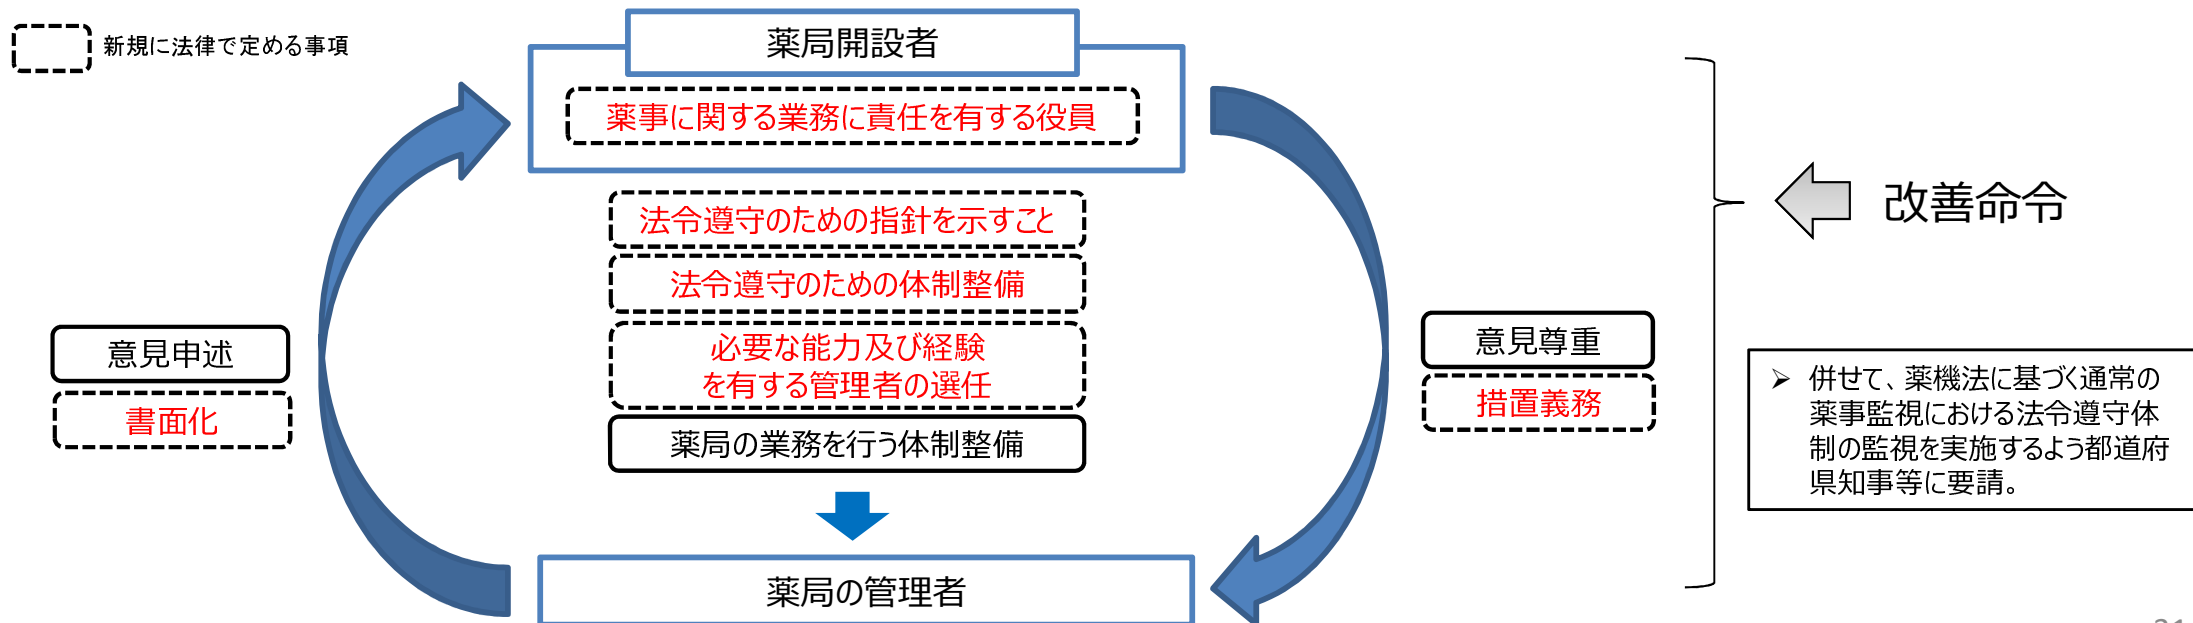 新規に法律で定める事項
薬局開設者
薬事に関する業務に責任を有する役員
法令遵守のための指針を示すこと
法令遵守のための体制整備
必要な能力及び経験
を有する管理者の選任
薬局の業務を行う体制整備
薬局の管理者
意見申述
書面化
意見尊重
措置義務
改善命令
➢ 併せて、薬機法に基づく通常の
薬事監視における法令遵守体
制の監視を実施するよう都道府
県知事等に要請。